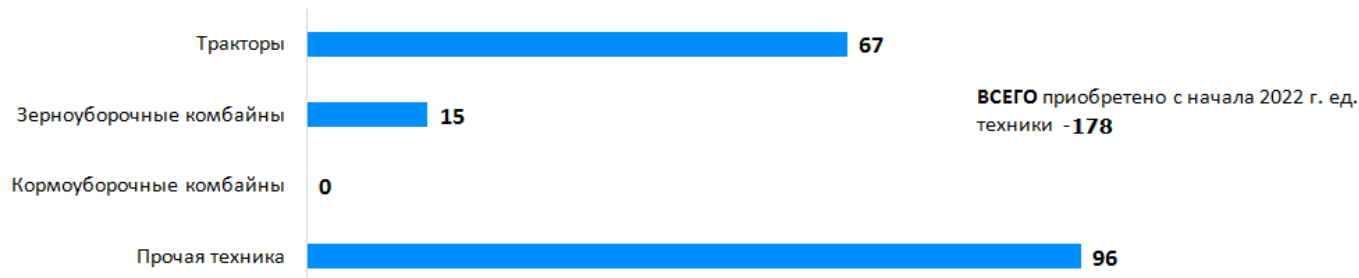 Тракторы
67
Зерноуборочные комбайны
15
ВСЕГО приобретено с начала 2022 г. ед.
техники -178
Кормоуборочные комбайны
0
Прочая техника
96